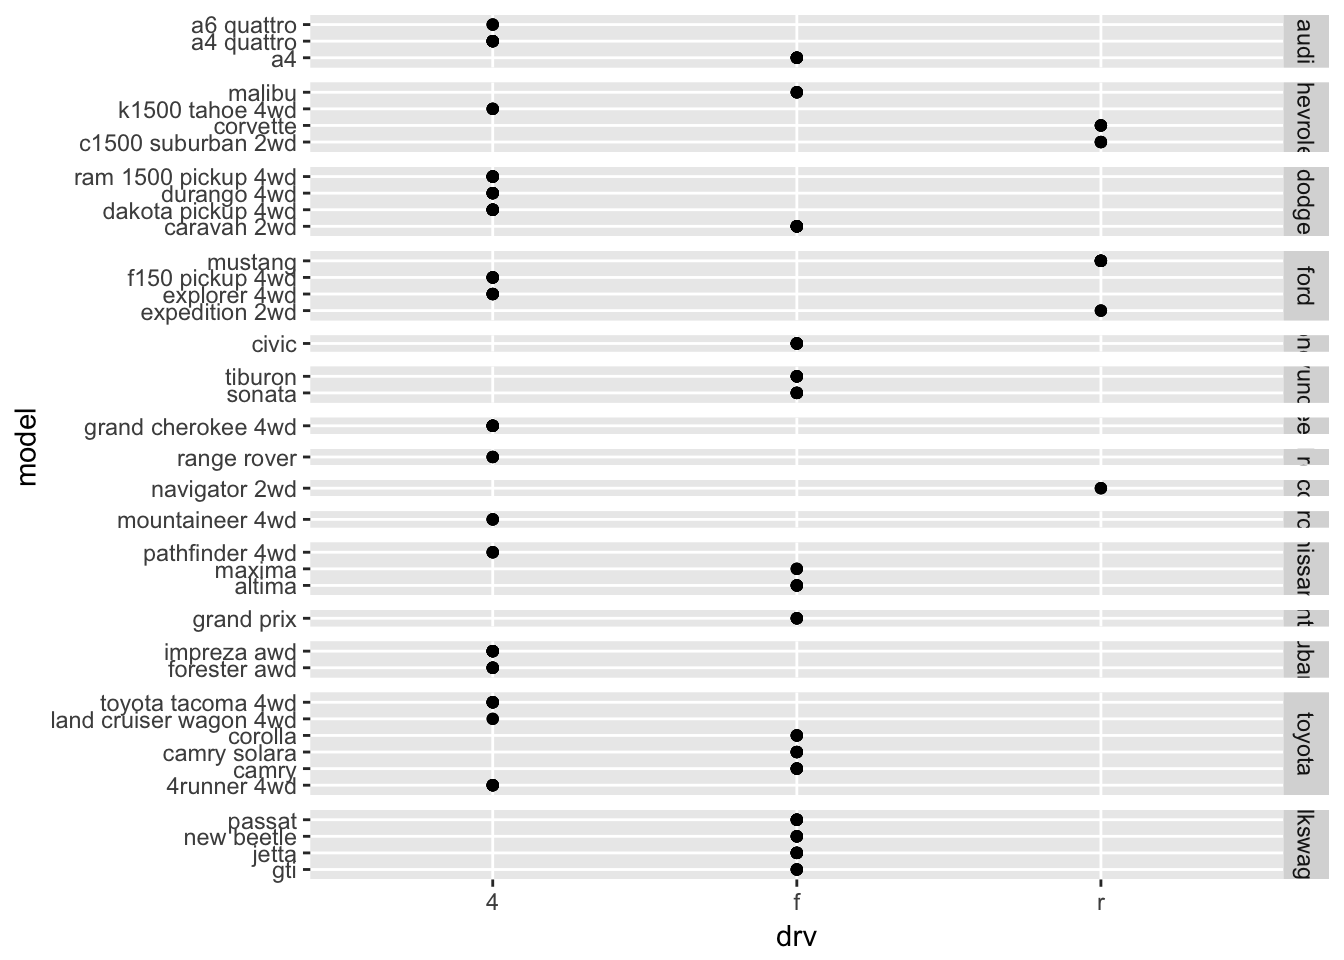 a6 quattro
a4 quattro
a4
audi
malibu
k1500 tahoe 4wd
corvette
c1500 suburban 2wd
hevrole
ram 1500 pickup 4wd
durango 4wd
dakota pickup 4wd
caravan 2wd
dodge
mustang
f150 pickup 4wd
explorer 4wd
expedition 2wd
ford
civic
tiburon
sonata
grand cherokee 4wd
range rover
navigator 2wd
mountaineer 4wd
pathfinder 4wd
maxima
altima
nissan
grand prix
impreza awd
forester awd
toyota tacoma 4wd
land cruiser wagon 4wd
corolla
camry solara
camry
4runner 4wd
toyota
passat
new beetle
jetta
gti
lkswag
model
4 f r
drv